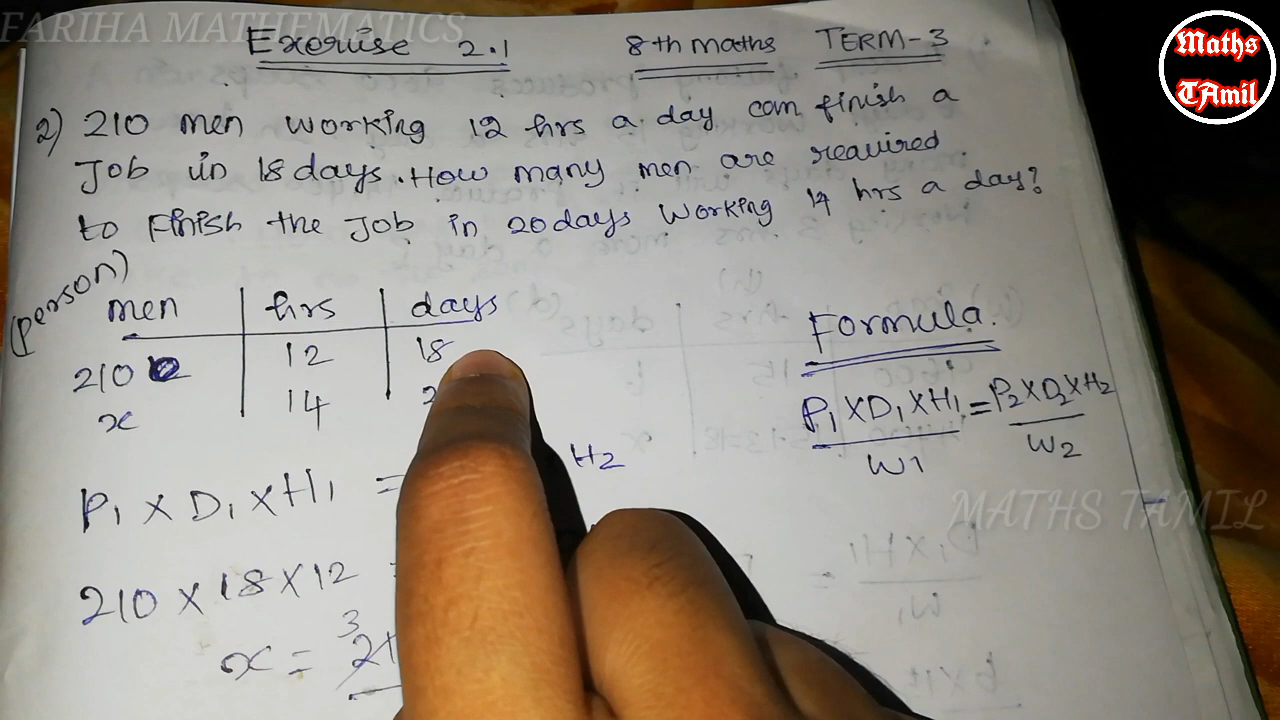 FARIHA MATHEMATICS
Exercise 2.1 8th maths TERM-3
Maths TAmil
2) 210 men working 12 hrs a day can finish a
Job in 18 days. How many men are required
to Finish the Job in 20 days working 14 hrs a day?
(person)
men hrs days
210 12 18
x 14 2
Formula.
P1 X D1 X H1 = P2 X D2 X H2
W1 W2
P1 X D1 X H1 = H2
MATHS TAMIL
210 X 18 X 12
3
x = 21